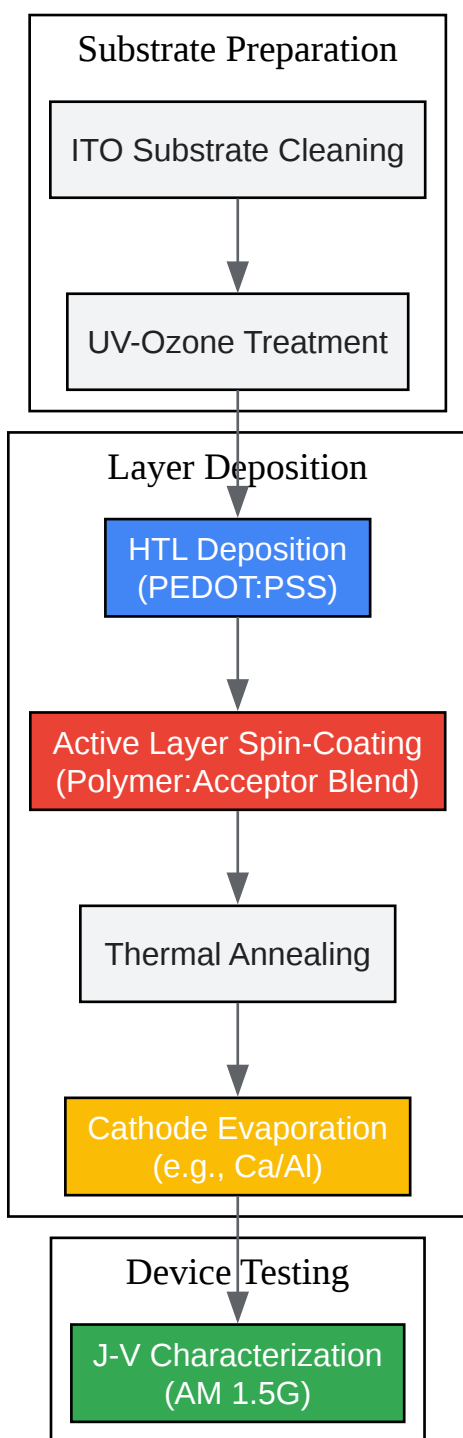 Substrate Preparation
ITO Substrate Cleaning
UV-Ozone Treatment
Layer Deposition
HTL Deposition
(PEDOT:PSS)
Active Layer Spin-Coating
(Polymer:Acceptor Blend)
Thermal Annealing
Cathode Evaporation
(e.g., Ca/Al)
Device Testing
J-V Characterization
(AM 1.5G)